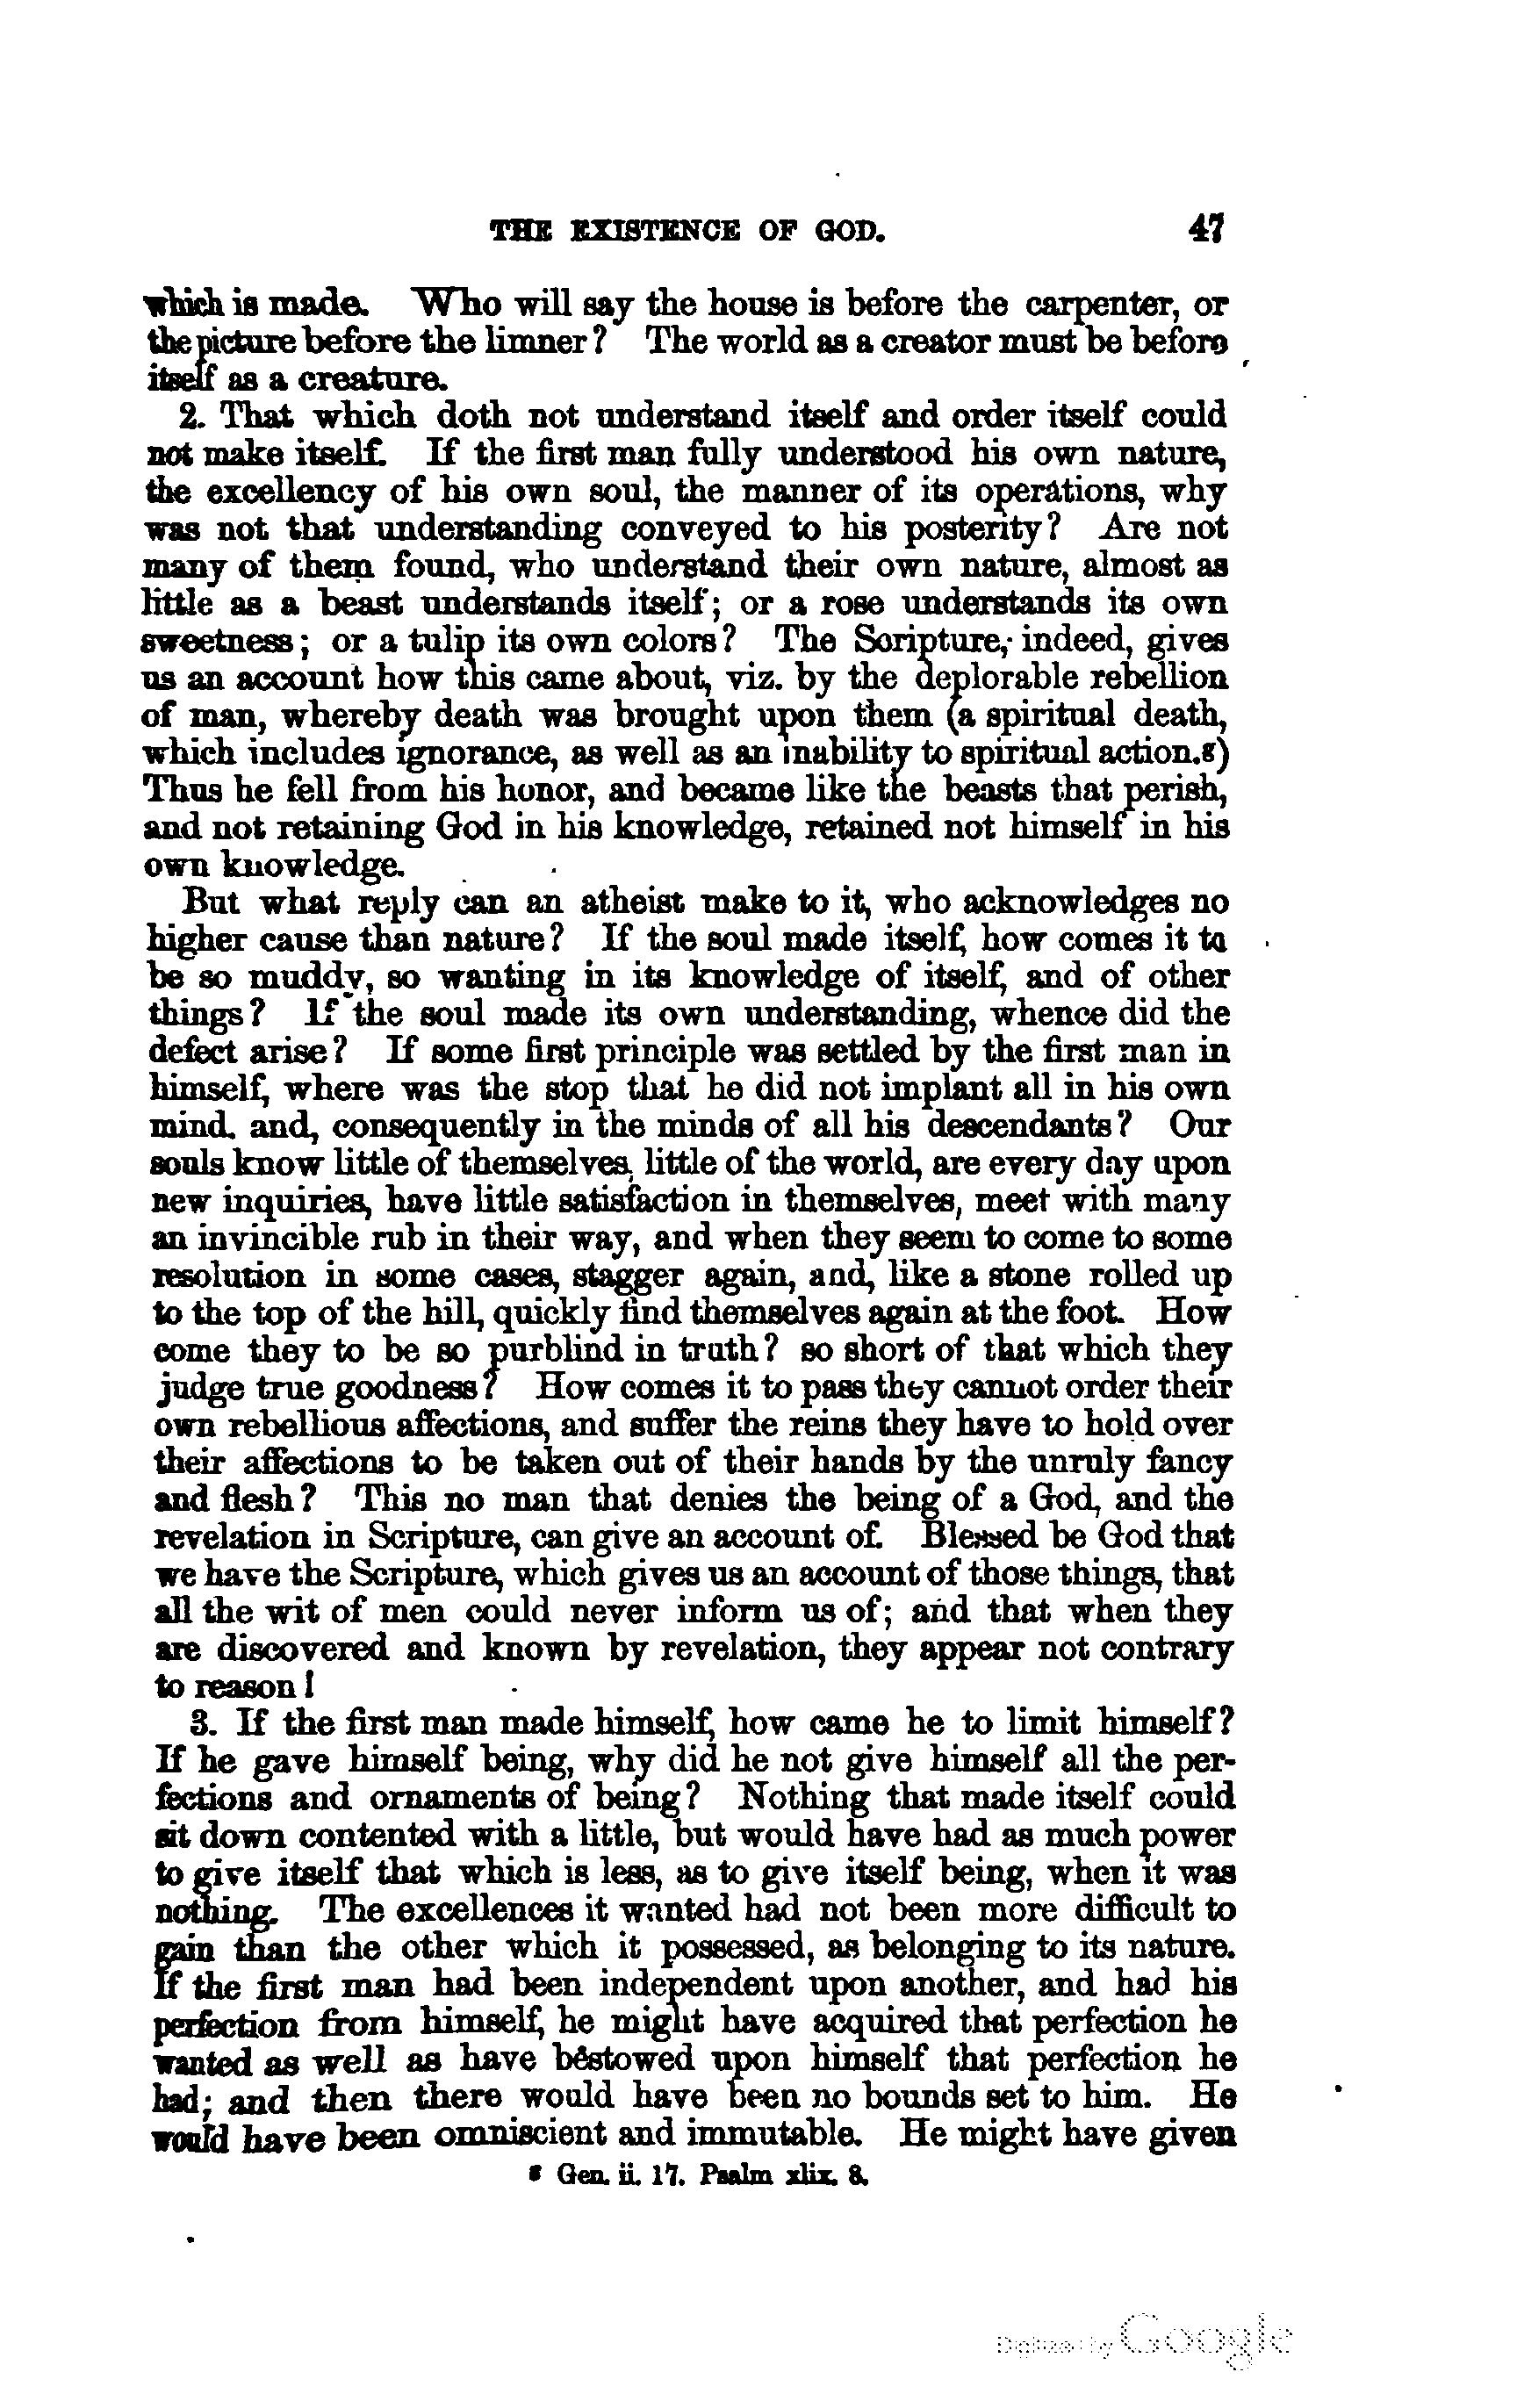 THE EXISTENCE OF GOD. 47
which is made. Who will say the house is before the carpenter, or
the picture before the limner? The world as a creator must be before
itself as a creature.
2. That which doth not understand itself and order itself could
not make itself. If the first man fully understood his own nature,
the excellency of his own soul, the manner of its operations, why
was not that understanding conveyed to his posterity? Are not
many of them found, who understand their own nature, almost as
little as a beast understands itself; or a rose understands its own
sweetness; or a tulip its own colors? The Scripture, indeed, gives
us an account how this came about, viz. by the deplorable rebellion
of man, whereby death was brought upon them (a spiritual death,
which includes ignorance, as well as an inability to spiritual action.g)
Thus he fell from his honor, and became like the beasts that perish,
and not retaining God in his knowledge, retained not himself in his
own knowledge.
But what reply can an atheist make to it, who acknowledges no
higher cause than nature? If the soul made itself, how comes it to
be so muddy, so wanting in its knowledge of itself, and of other
things? If the soul made its own understanding, whence did the
defect arise? If some first principle was settled by the first man in
himself, where was the stop that he did not implant all in his own
mind, and, consequently in the minds of all his descendants? Our
souls know little of themselves, little of the world, are every day upon
new inquiries, have little satisfaction in themselves, meet with many
an invincible rub in their way, and when they seem to come to some
resolution in some cases, stagger again, and, like a stone rolled up
to the top of the hill, quickly find themselves again at the foot. How
come they to be so purblind in truth? so short of that which they
judge true goodness? How comes it to pass they cannot order their
own rebellious affections, and suffer the reins they have to hold over
their affections to be taken out of their hands by the unruly fancy
and flesh? This no man that denies the being of a God, and the
revelation in Scripture, can give an account of. Blessed be God that
we have the Scripture, which gives us an account of those things, that
all the wit of men could never inform us of; and that when they
are discovered and known by revelation, they appear not contrary
to reason!
3. If the first man made himself, how came he to limit himself?
If he gave himself being, why did he not give himself all the per-
fections and ornaments of being? Nothing that made itself could
sit down contented with a little, but would have had as much power
to give itself that which is less, as to give itself being, when it was
nothing. The excellences it wanted had not been more difficult to
gain than the other which it possessed, as belonging to its nature.
If the first man had been independent upon another, and had his
perfection from himself, he might have acquired that perfection he
wanted as well as have bestowed upon himself that perfection he
had; and then there would have been no bounds set to him. He
would have been omniscient and immutable. He might have given
g Gen. ii. 17. Psalm xlix. 8.
Digitized by Google